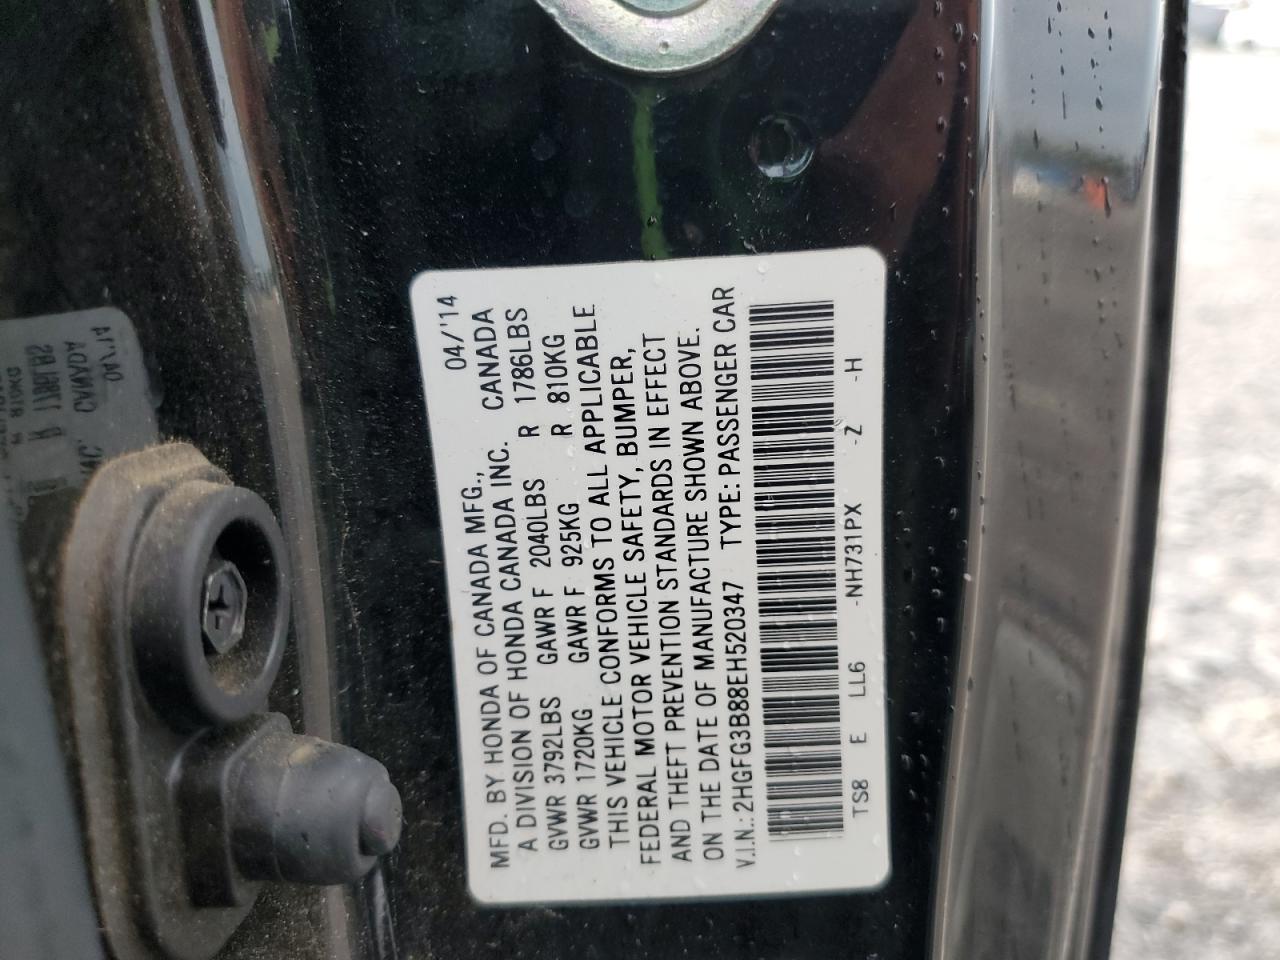 MFD. BY HONDA OF CANADA MFG., 04/'14
A DIVISION OF HONDA CANADA INC. CANADA
GVWR 3792LBS GAWR F 2040LBS R 1786LBS
GVWR 1720KG GAWR F 925KG R 810KG
THIS VEHICLE CONFORMS TO ALL APPLICABLE
FEDERAL MOTOR VEHICLE SAFETY, BUMPER,
AND THEFT PREVENTION STANDARDS IN EFFECT
ON THE DATE OF MANUFACTURE SHOWN ABOVE.
V.I.N.: 2HGFG3B88EH520347 TYPE: PASSENGER CAR
TS8 E LL6 -NH731PX -Z -H